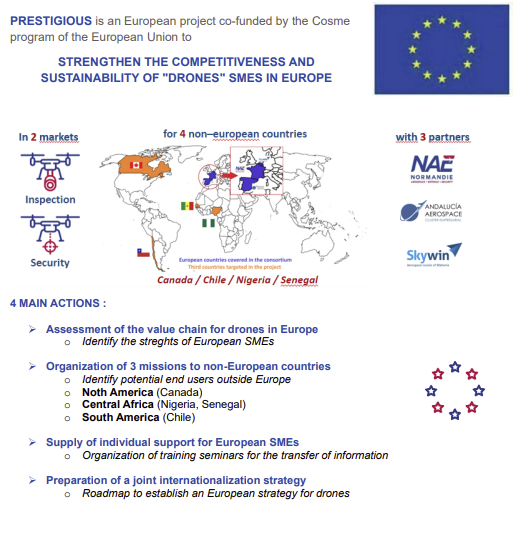 PRESTIGIOUS is an European project co-funded by the Cosme
program of the European Union to
STRENGTHEN THE COMPETITIVENESS AND
SUSTAINABILITY OF "DRONES" SMES IN EUROPE
In 2 markets
for 4 non-european countries
with 3 partners
Inspection
Security
NAE
NORMANDIE
ANDALUCÍA
AEROSPACE
Skywin
European countries covered in the consortium
Third countries targeted in the project
Canada / Chile / Nigeria / Senegal
4 MAIN ACTIONS :
➢ Assessment of the value chain for drones in Europe
o Identify the streghts of European SMEs
➢ Organization of 3 missions to non-European countries
o Identify potential end users outside Europe
o Noth America (Canada)
o Central Africa (Nigeria, Senegal)
o South America (Chile)
➢ Supply of individual support for European SMEs
o Organization of training seminars for the transfer of information
➢ Preparation of a joint internationalization strategy
o Roadmap to establish an European strategy for drones